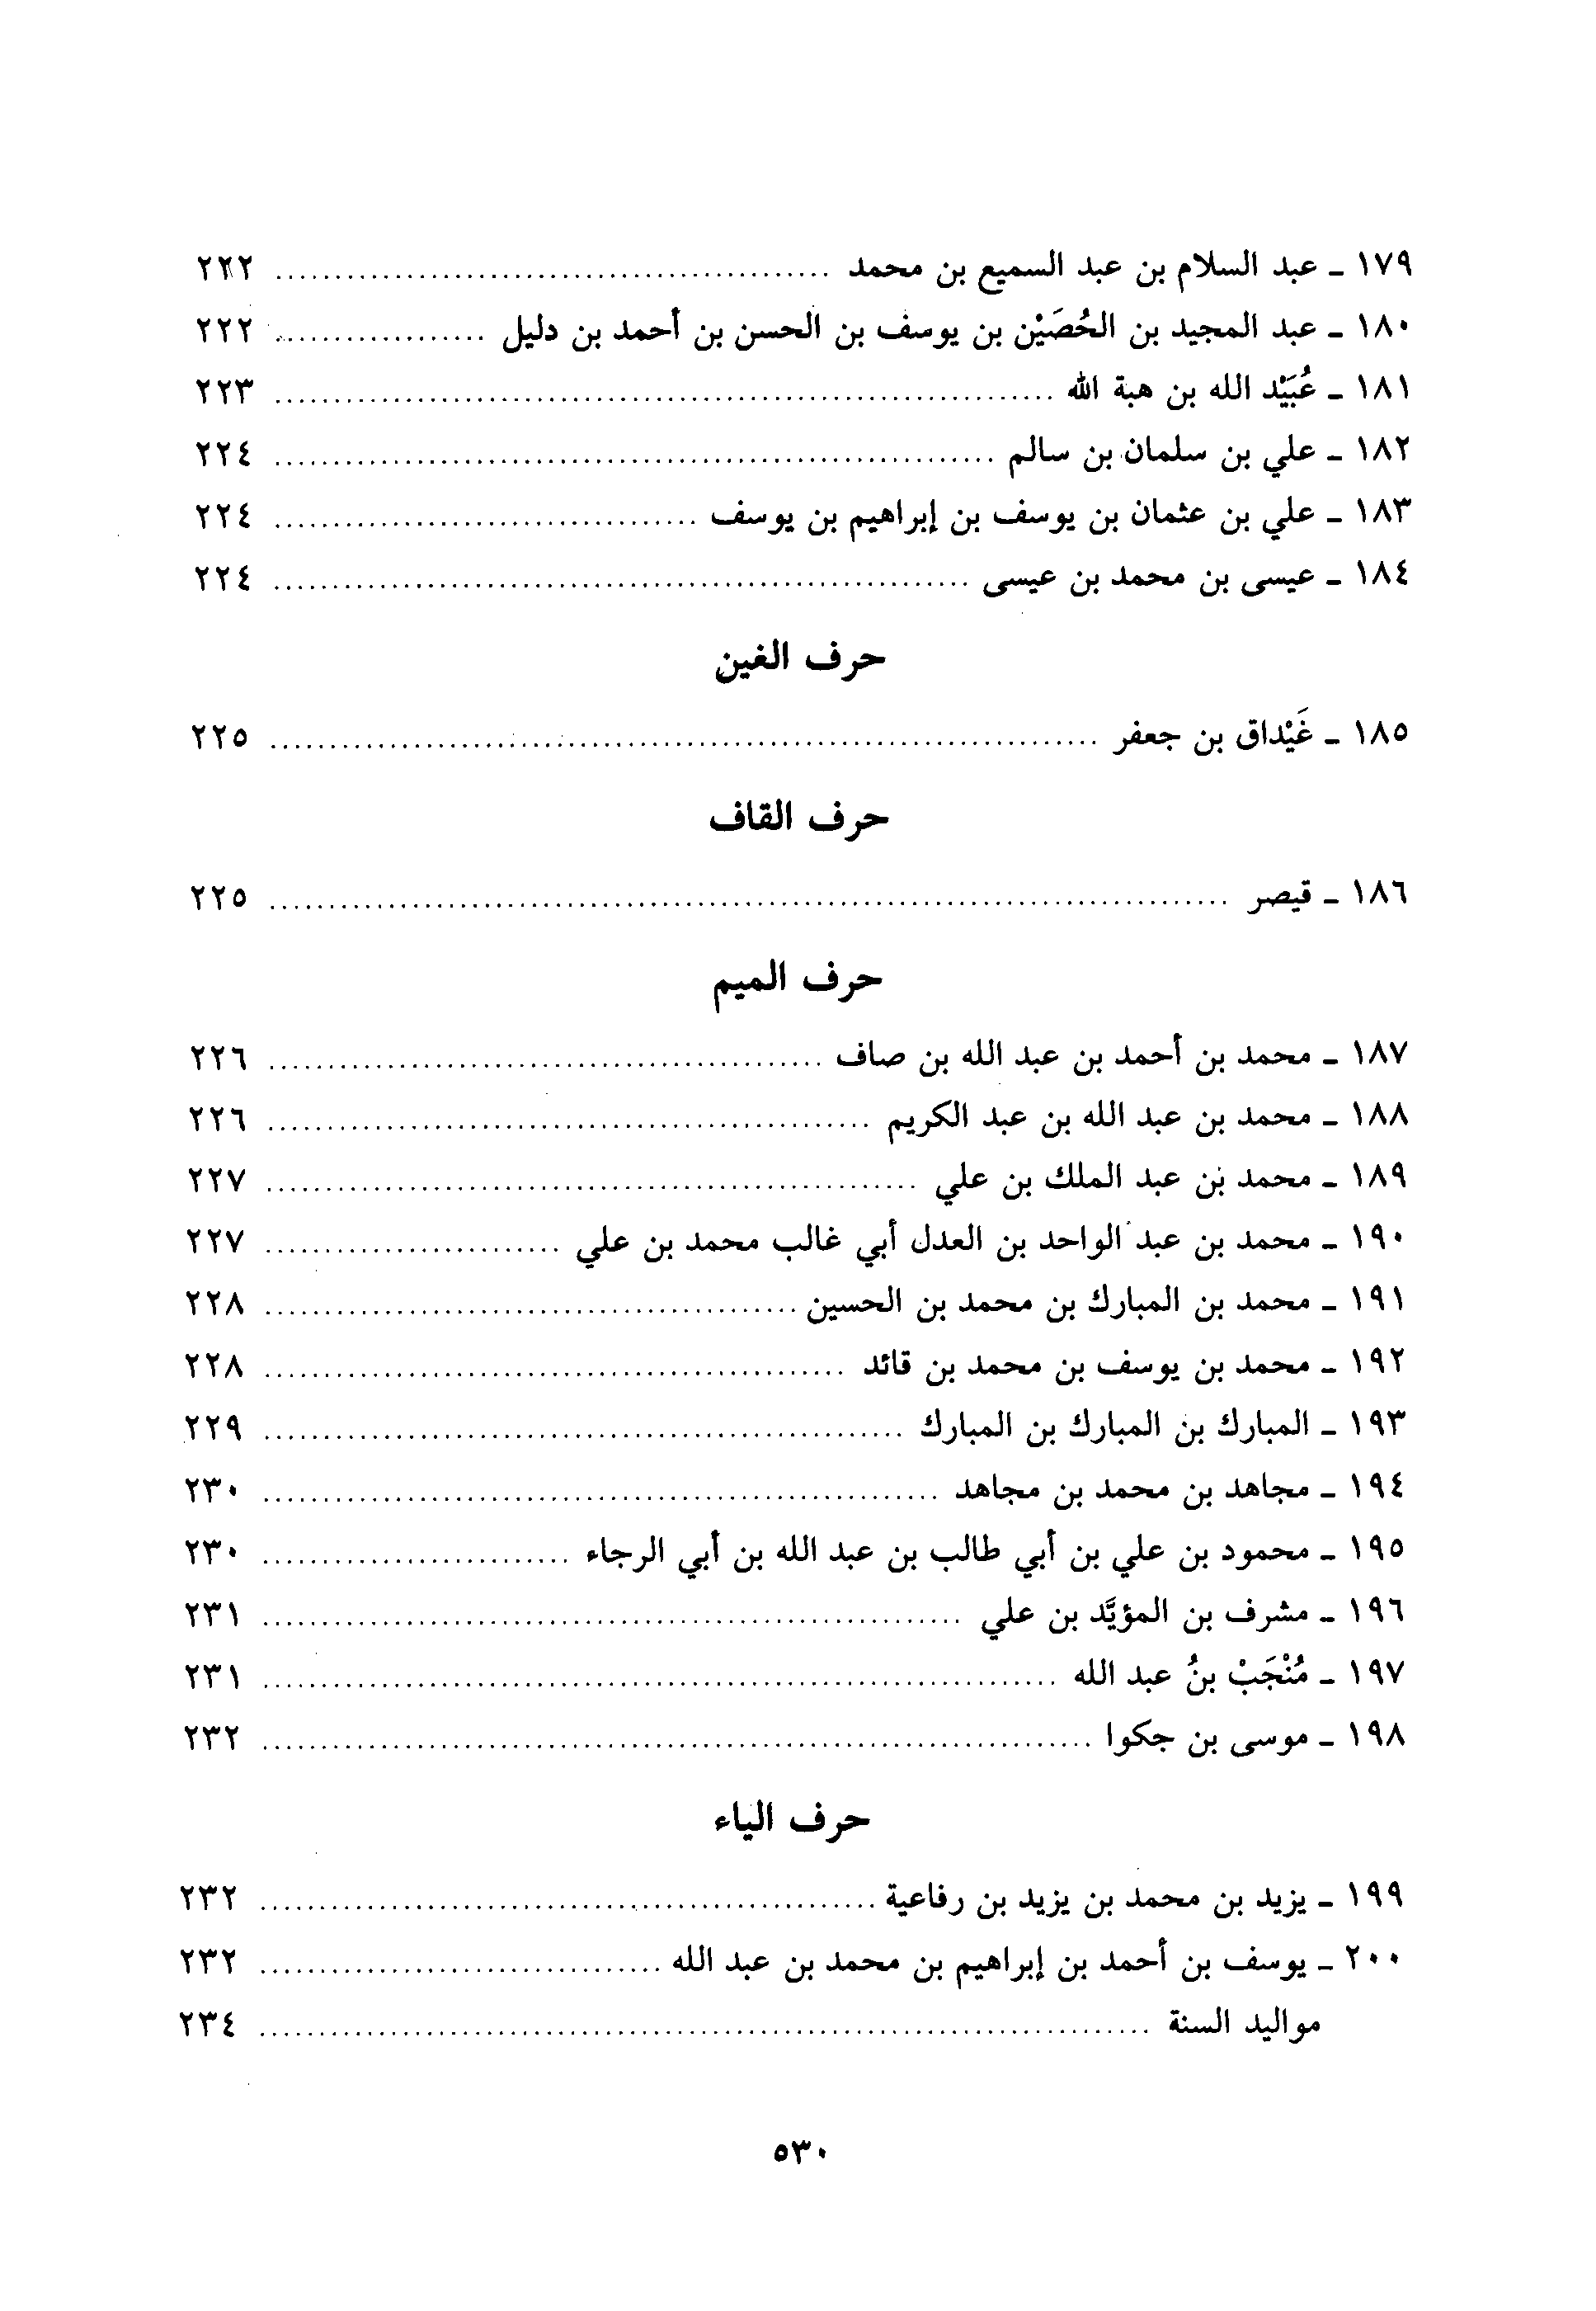 ١٧٩ ـ عبد السلام بن عبد السميع بن محمد ........ ٢٢٢
١٨٠ ـ عبد المجيد بن الحُصَيْن بن يوسف بن الحسن بن أحمد بن دليل ........ ٢٢٢
١٨١ ـ عُبَيْد الله بن هبة الله ........ ٢٢٣
١٨٢ ـ علي بن سلمان بن سالم ........ ٢٢٤
١٨٣ ـ علي بن عثمان بن يوسف بن إبراهيم بن يوسف ........ ٢٢٤
١٨٤ ـ عيسى بن محمد بن عيسى ........ ٢٢٤
حرف الغين
١٨٥ ـ غَيْداق بن جعفر ........ ٢٢٥
حرف القاف
١٨٦ ـ قيصر ........ ٢٢٥
حرف الميم
١٨٧ ـ محمد بن أحمد بن عبد الله بن صاف ........ ٢٢٦
١٨٨ ـ محمد بن عبد الله بن عبد الكريم ........ ٢٢٦
١٨٩ ـ محمد بن عبد الملك بن علي ........ ٢٢٧
١٩٠ ـ محمد بن عبد الواحد بن العدل أبي غالب محمد بن علي ........ ٢٢٧
١٩١ ـ محمد بن المبارك بن محمد بن الحسين ........ ٢٢٨
١٩٢ ـ محمد بن يوسف بن محمد بن قائد ........ ٢٢٨
١٩٣ ـ المبارك بن المبارك بن المبارك ........ ٢٢٩
١٩٤ ـ مجاهد بن محمد بن مجاهد ........ ٢٣٠
١٩٥ ـ محمود بن علي بن أبي طالب بن عبد الله بن أبي الرجاء ........ ٢٣٠
١٩٦ ـ مشرف بن المؤيَّد بن علي ........ ٢٣١
١٩٧ ـ مُنْجَبْ بنُ عبد الله ........ ٢٣١
١٩٨ ـ موسى بن جكوا ........ ٢٣٢
حرف الياء
١٩٩ ـ يزيد بن محمد بن يزيد بن رفاعية ........ ٢٣٢
٢٠٠ ـ يوسف بن أحمد بن إبراهيم بن محمد بن عبد الله ........ ٢٣٢
مواليد السنة ........ ٢٣٤
٥٣٠